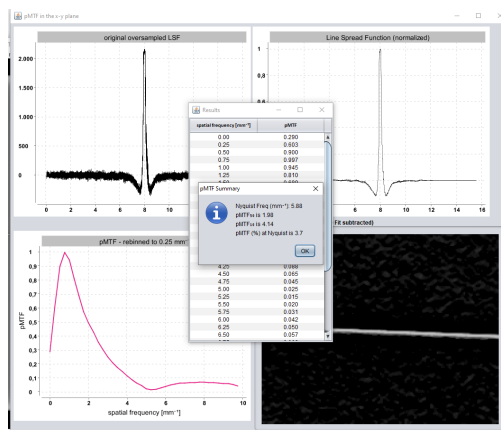 pMTF in the x-y plane
original oversampled LSF
2.000
1.500
1.000
500
0
0 2 4 6 8 10
Line Spread Function (normalized)
1
0,8
0,6
0 2 4 6 8 10 12 14 16
Fit subtracted)
Results
spatial frequency [mm⁻¹] pMTF
0.00 0.290
0.25 0.603
0.50 0.900
0.75 0.997
1.00 0.945
1.25 0.810
pMTF Summary
Nyquist Freq (mm⁻¹): 5.88
pMTF₅₀ is 1.98
pMTF₁₀ is 4.14
pMTF (%) at Nyquist is 3.7
OK
4.25 0.088
4.50 0.065
4.75 0.045
5.00 0.025
5.25 0.015
5.50 0.020
5.75 0.031
6.00 0.042
6.25 0.050
6.50 0.057
pMTF - rebinned to 0.25 mm⁻
pMTF
1
0,9
0,8
0,7
0,6
0,5
0,4
0,3
0,2
0,1
0,0
0 2 4 6 8 10
spatial frequency [mm⁻¹]